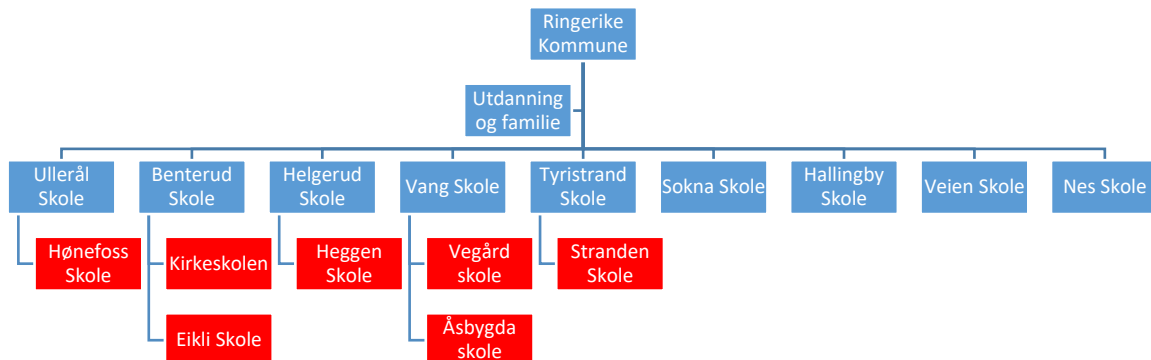 Ringerike
Kommune
Utdanning
og familie
Ullerål
Skole
Benterud
Skole
Helgerud
Skole
Vang Skole
Tyristrand
Skole
Sokna Skole
Hallingby
Skole
Veien Skole
Nes Skole
Hønefoss
Skole
Kirkeskolen
Heggen
Skole
Vegård
skole
Stranden
Skole
Eikli Skole
Åsbygda
skole